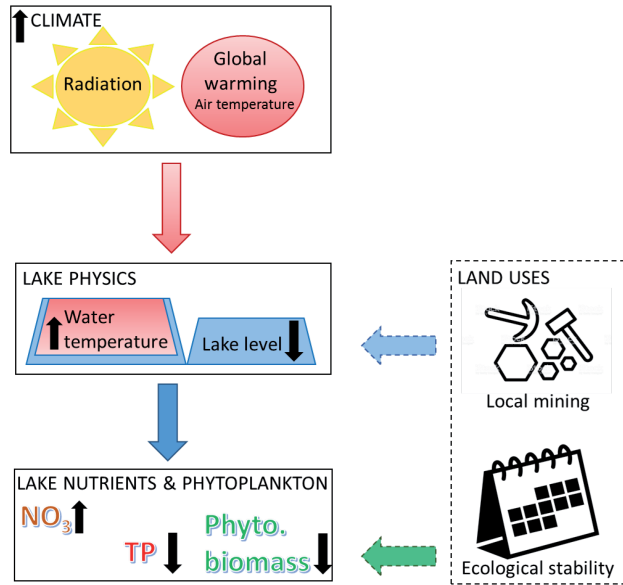 CLIMATE
Radiation
Global
warming
Air temperature
LAKE PHYSICS
Water
temperature
Lake level
LAND USES
Local mining
LAKE NUTRIENTS & PHYTOPLANKTON
NO₃
TP
Phyto.
biomass
Ecological stability